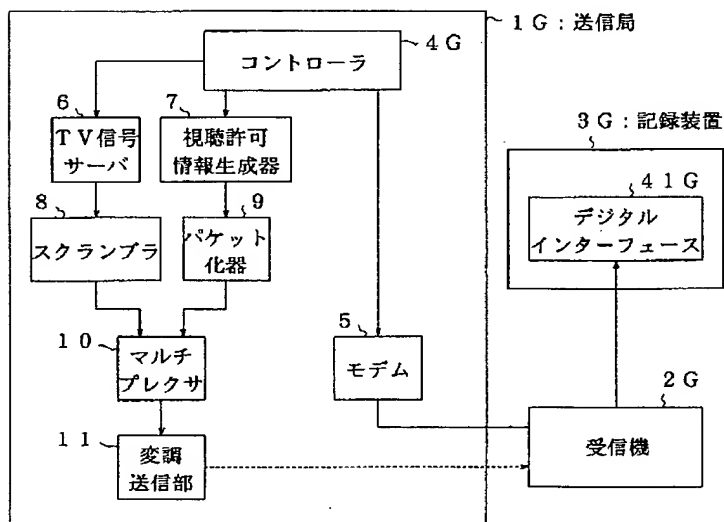 1G:送信局
4G
コントローラ
6
TV信号
サーバ
7
視聴許可
情報生成器
3G:記録装置
41G
デジタル
インターフェース
8
スクランブラ
9
パケット
化器
10
マルチ
プレクサ
5
モデム
2G
受信機
11
変調
送信部